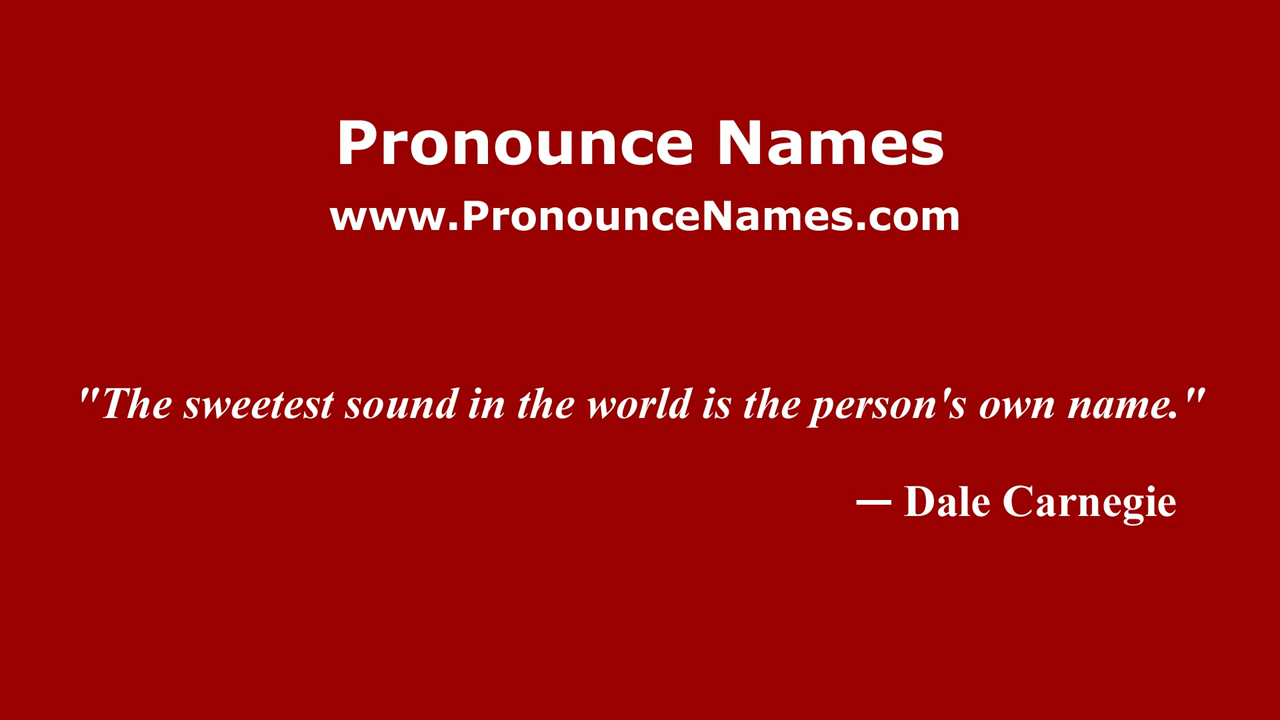 Pronounce Names
www.PronounceNames.com
"The sweetest sound in the world is the person's own name."
— Dale Carnegie